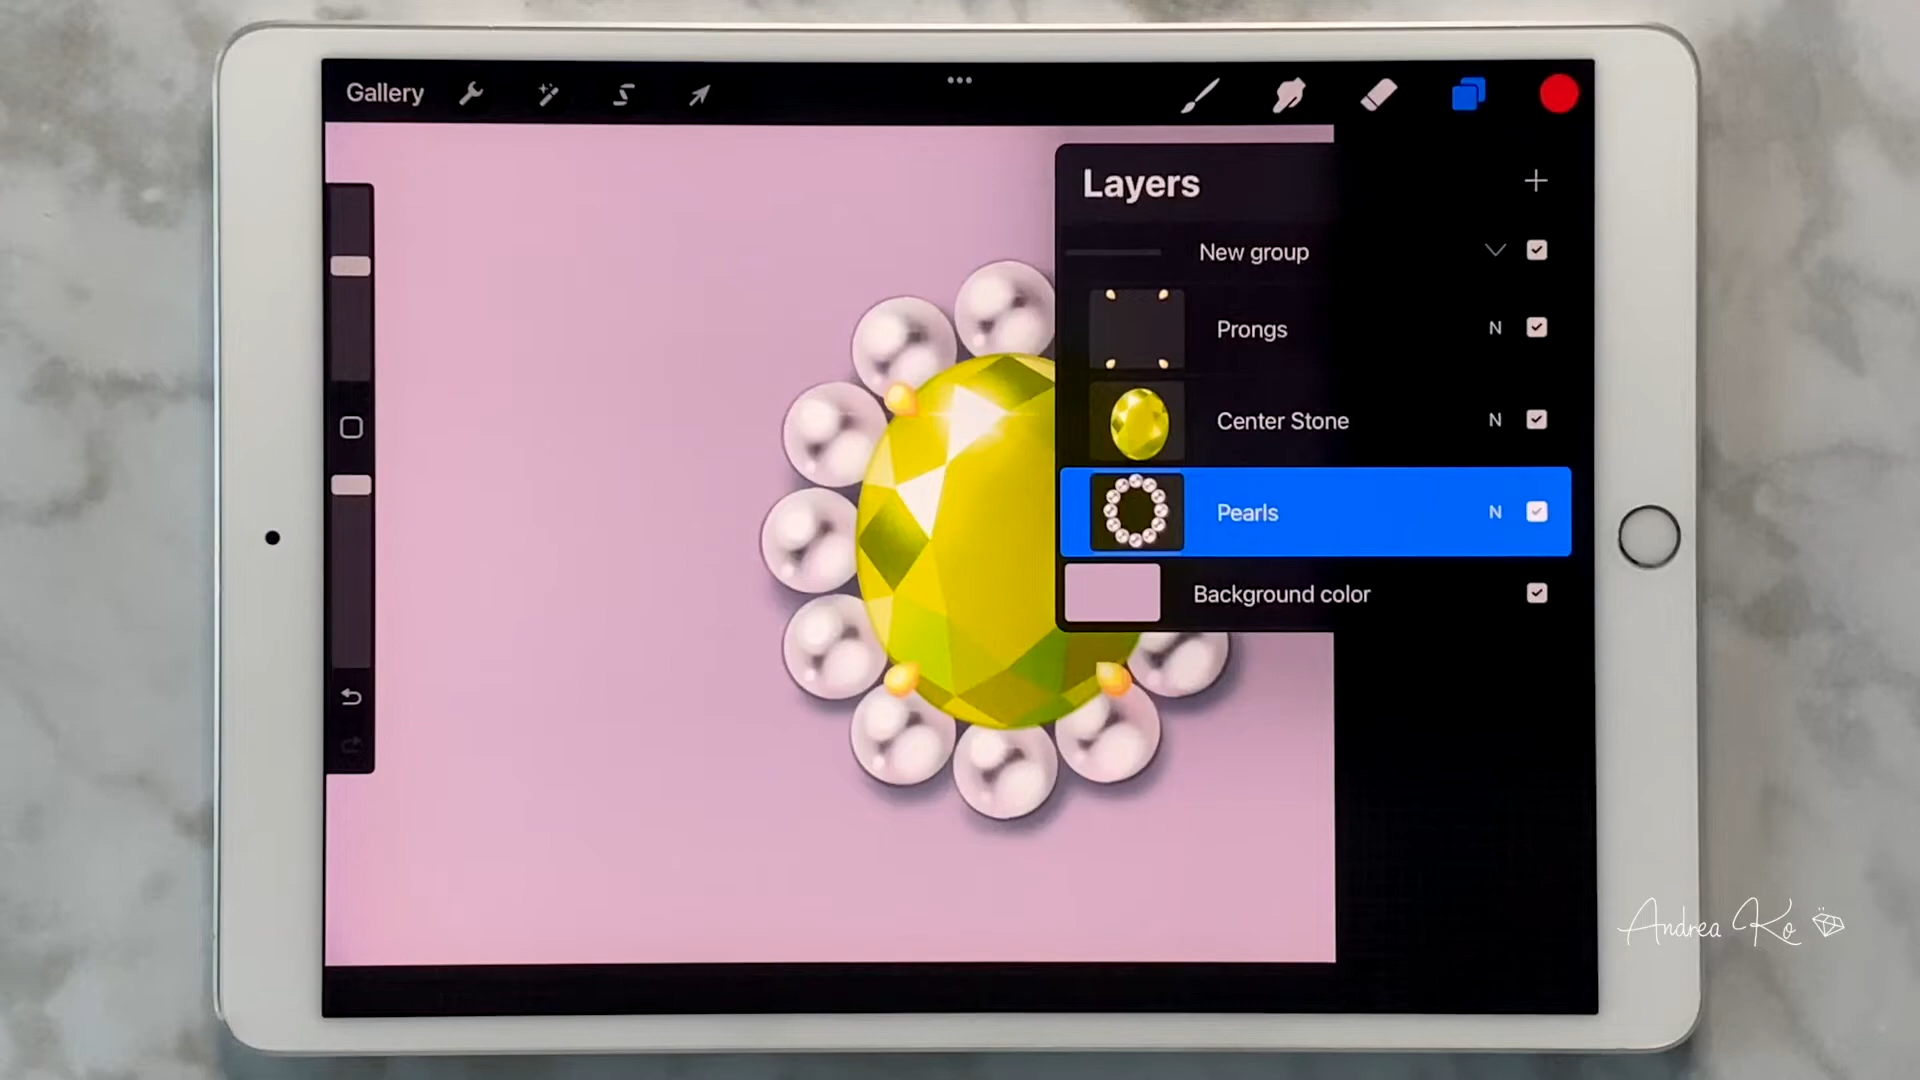 Gallery
Layers
New group
Prongs N
Center Stone N
Pearls N
Background color
Andrea Ko